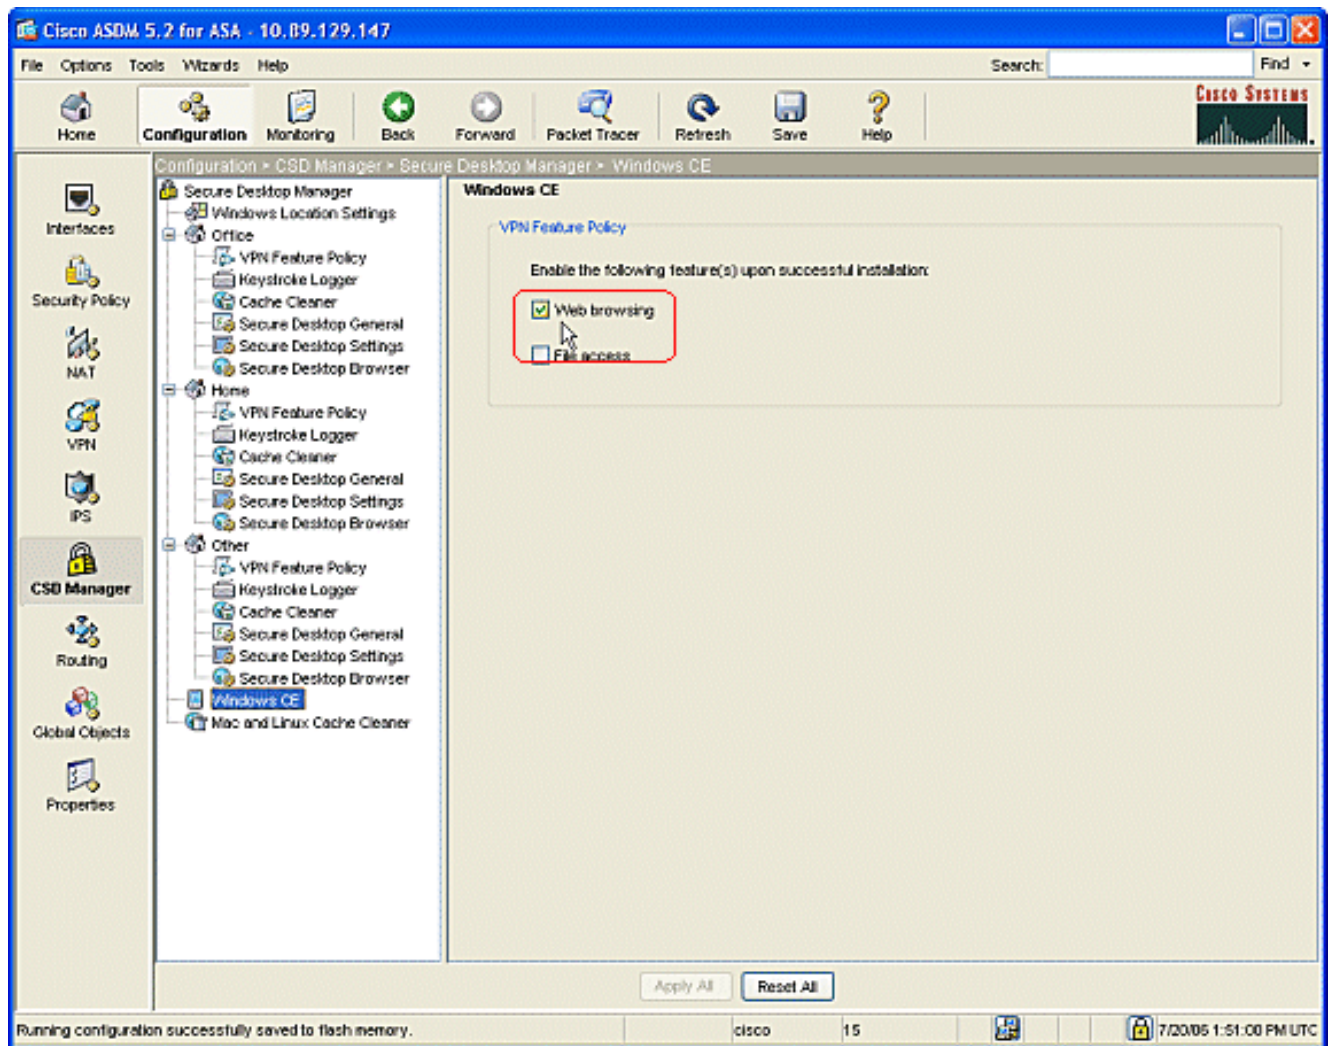 Cisco ASDM 5.2 for ASA - 10.89.129.147
File Options Tools Wizards Help Search: Find
Home Configuration Monitoring Back Forward Packet Tracer Refresh Save Help
CISCO SYSTEMS
Configuration > CSD Manager > Secure Desktop Manager > Windows CE
Interfaces
Security Policy
NAT
VPN
IPS
CSD Manager
Routing
Global Objects
Properties
Secure Desktop Manager
Windows Location Settings
Office
VPN Feature Policy
Keystroke Logger
Cache Cleaner
Secure Desktop General
Secure Desktop Settings
Secure Desktop Browser
Home
VPN Feature Policy
Keystroke Logger
Cache Cleaner
Secure Desktop General
Secure Desktop Settings
Secure Desktop Browser
Other
VPN Feature Policy
Keystroke Logger
Cache Cleaner
Secure Desktop General
Secure Desktop Settings
Secure Desktop Browser
Windows CE
Mac and Linux Cache Cleaner
Windows CE
VPN Feature Policy
Enable the following feature(s) upon successful installation:
Web browsing
File access
Apply All Reset All
Running configuration successfully saved to flash memory. cisco 15 7/20/06 1:51:00 PM UTC